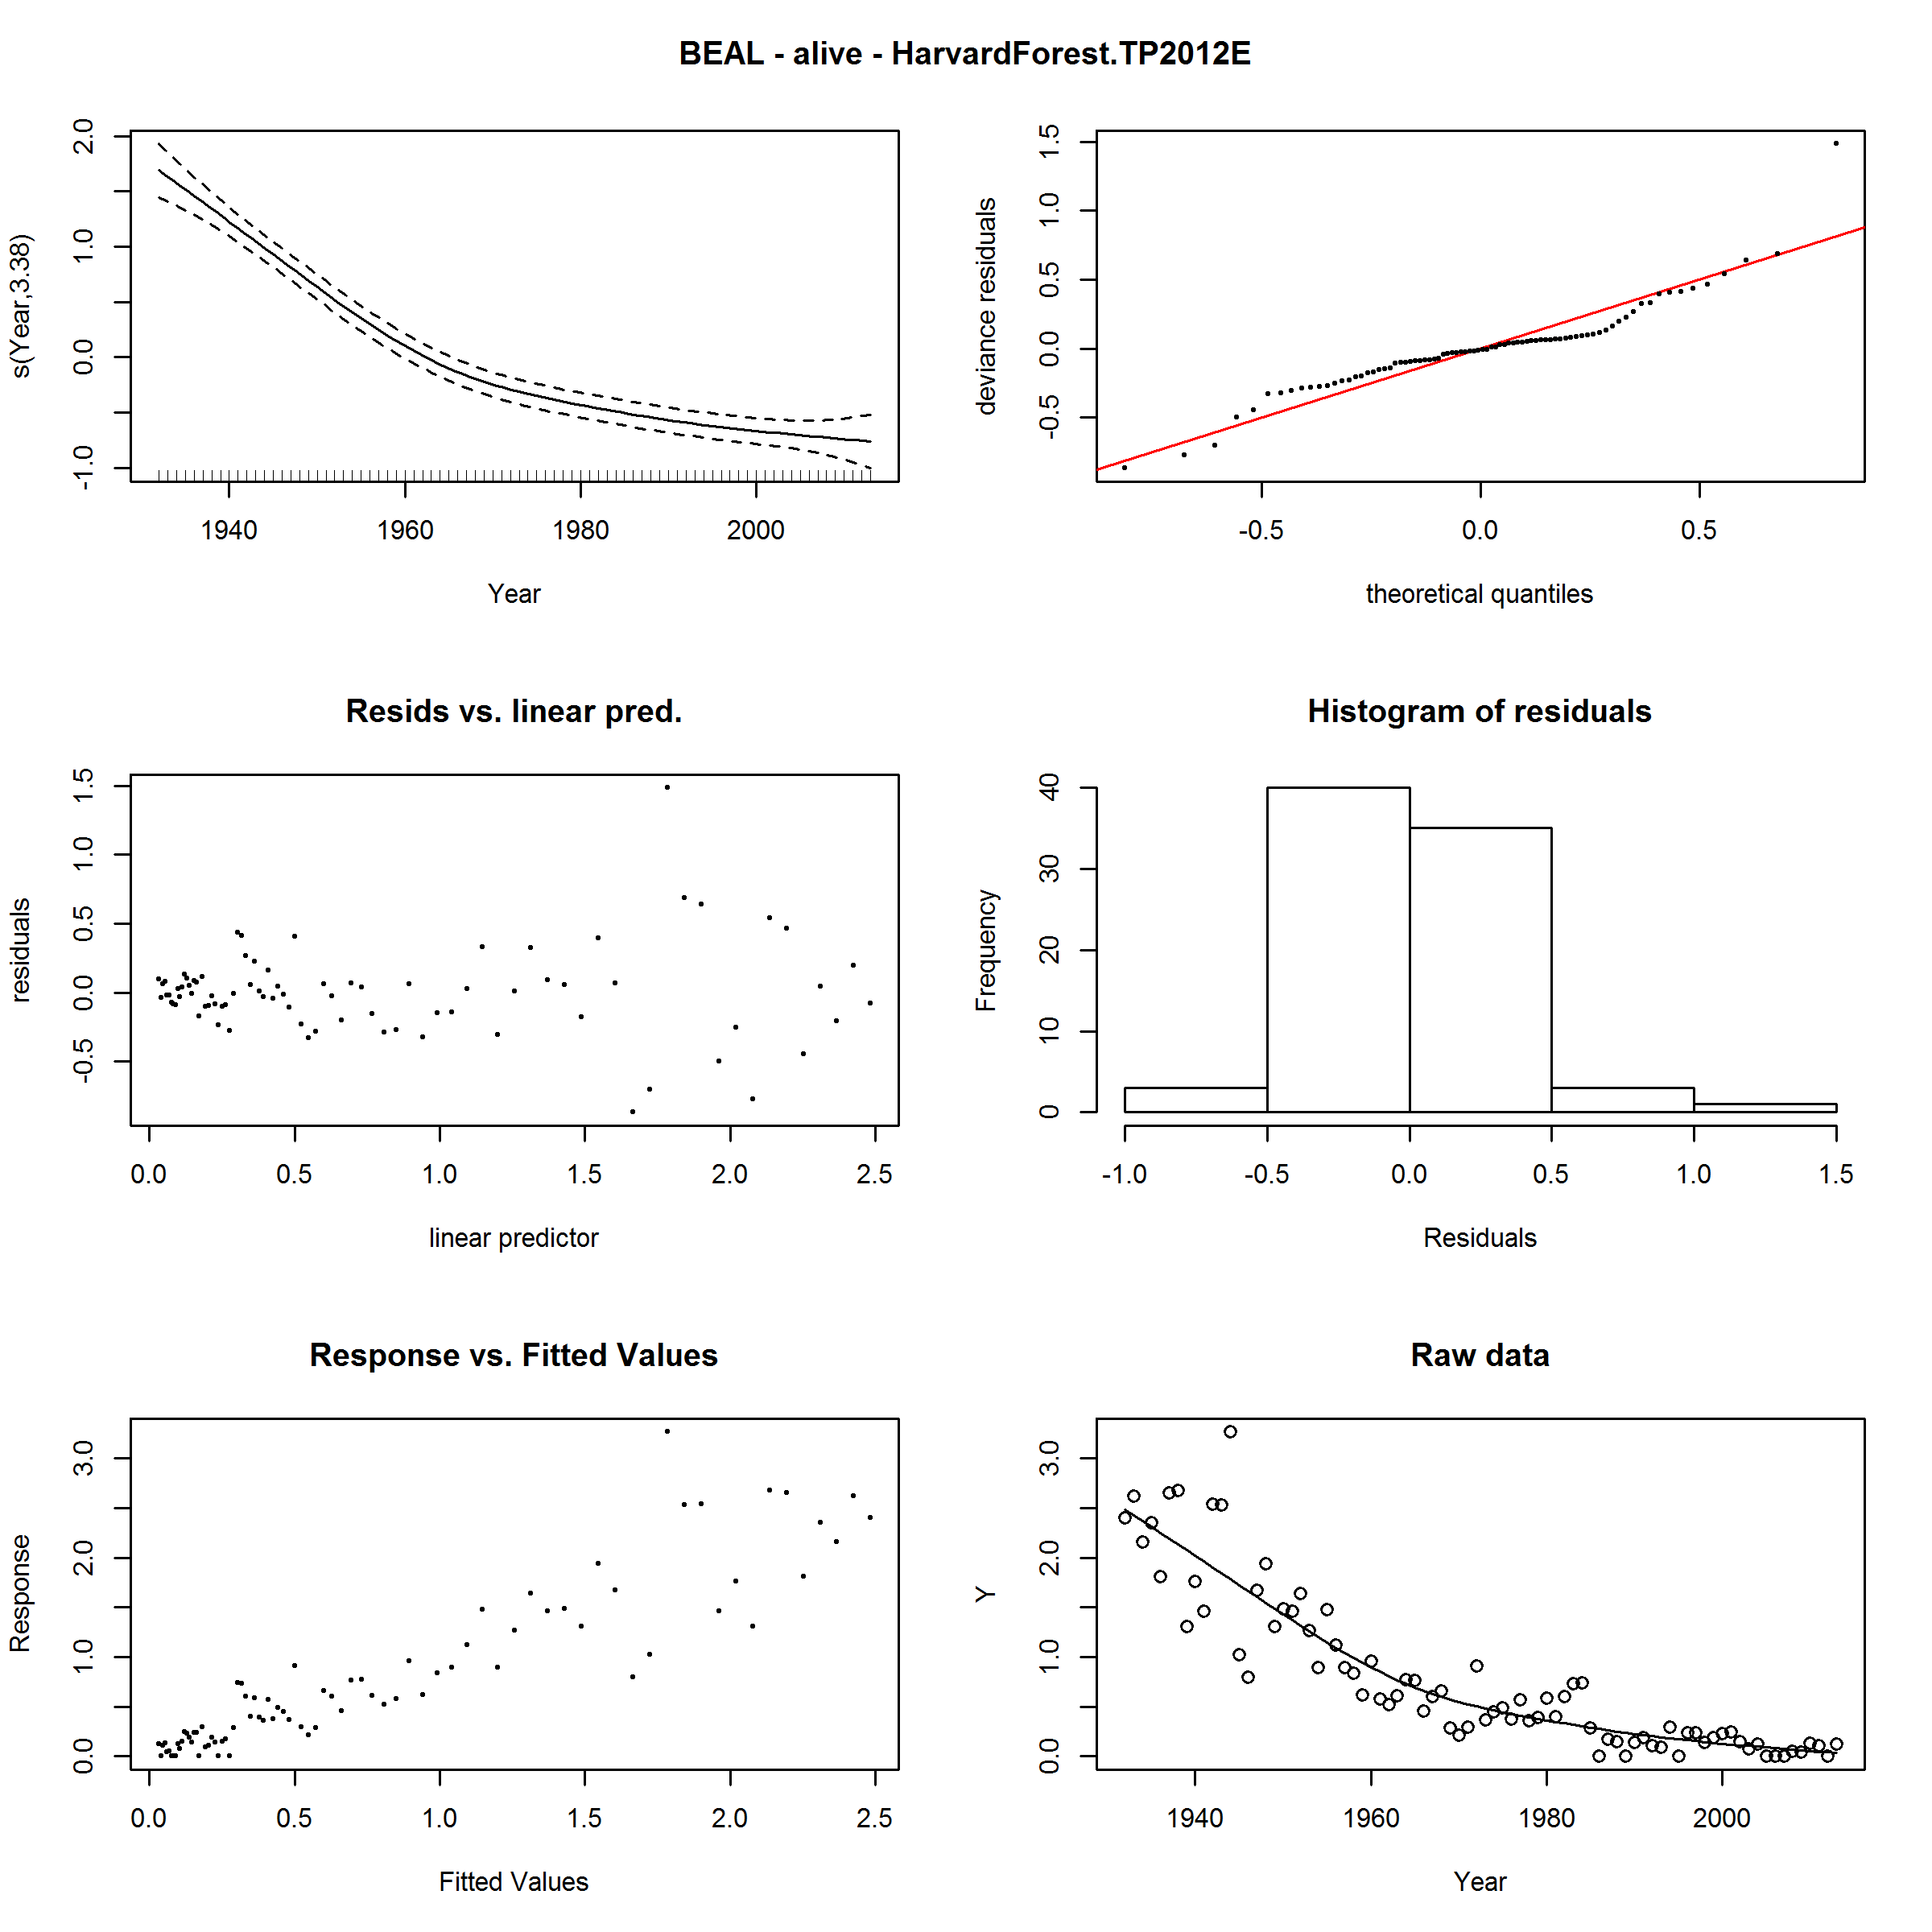 BEAL - alive - HarvardForest.TP2012E
s(Year,3.38)
-1.0 0.0 1.0 2.0
1940 1960 1980 2000
Year
deviance residuals
-0.5 0.0 0.5 1.0 1.5
-0.5 0.0 0.5
theoretical quantiles
Resids vs. linear pred.
residuals
-0.5 0.0 0.5 1.0 1.5
0.0 0.5 1.0 1.5 2.0 2.5
linear predictor
Histogram of residuals
Frequency
0 10 20 30 40
-1.0 -0.5 0.0 0.5 1.0 1.5
Residuals
Response vs. Fitted Values
Response
0.0 1.0 2.0 3.0
0.0 0.5 1.0 1.5 2.0 2.5
Fitted Values
Raw data
Y
0.0 1.0 2.0 3.0
1940 1960 1980 2000
Year